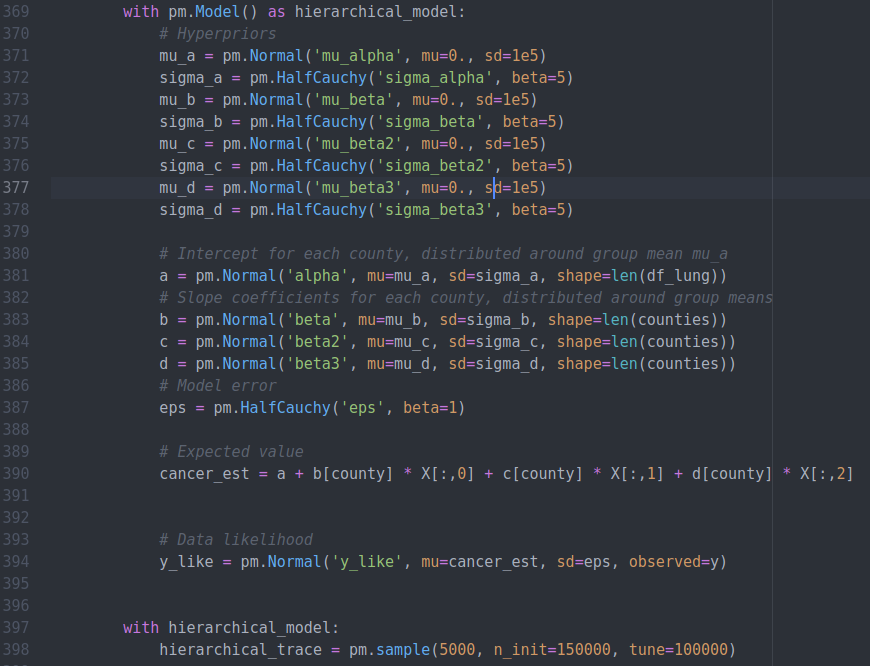 369 with pm.Model() as hierarchical_model:
370 # Hyperpriors
371 mu_a = pm.Normal('mu_alpha', mu=0., sd=1e5)
372 sigma_a = pm.HalfCauchy('sigma_alpha', beta=5)
373 mu_b = pm.Normal('mu_beta', mu=0., sd=1e5)
374 sigma_b = pm.HalfCauchy('sigma_beta', beta=5)
375 mu_c = pm.Normal('mu_beta2', mu=0., sd=1e5)
376 sigma_c = pm.HalfCauchy('sigma_beta2', beta=5)
377 mu_d = pm.Normal('mu_beta3', mu=0., sd=1e5)
378 sigma_d = pm.HalfCauchy('sigma_beta3', beta=5)
379
380 # Intercept for each county, distributed around group mean mu_a
381 a = pm.Normal('alpha', mu=mu_a, sd=sigma_a, shape=len(df_lung))
382 # Slope coefficients for each county, distributed around group means
383 b = pm.Normal('beta', mu=mu_b, sd=sigma_b, shape=len(counties))
384 c = pm.Normal('beta2', mu=mu_c, sd=sigma_c, shape=len(counties))
385 d = pm.Normal('beta3', mu=mu_d, sd=sigma_d, shape=len(counties))
386 # Model error
387 eps = pm.HalfCauchy('eps', beta=1)
388
389 # Expected value
390 cancer_est = a + b[county] * X[:,0] + c[county] * X[:,1] + d[county] * X[:,2]
391
392
393 # Data likelihood
394 y_like = pm.Normal('y_like', mu=cancer_est, sd=eps, observed=y)
395
396
397 with hierarchical_model:
398 hierarchical_trace = pm.sample(5000, n_init=150000, tune=100000)